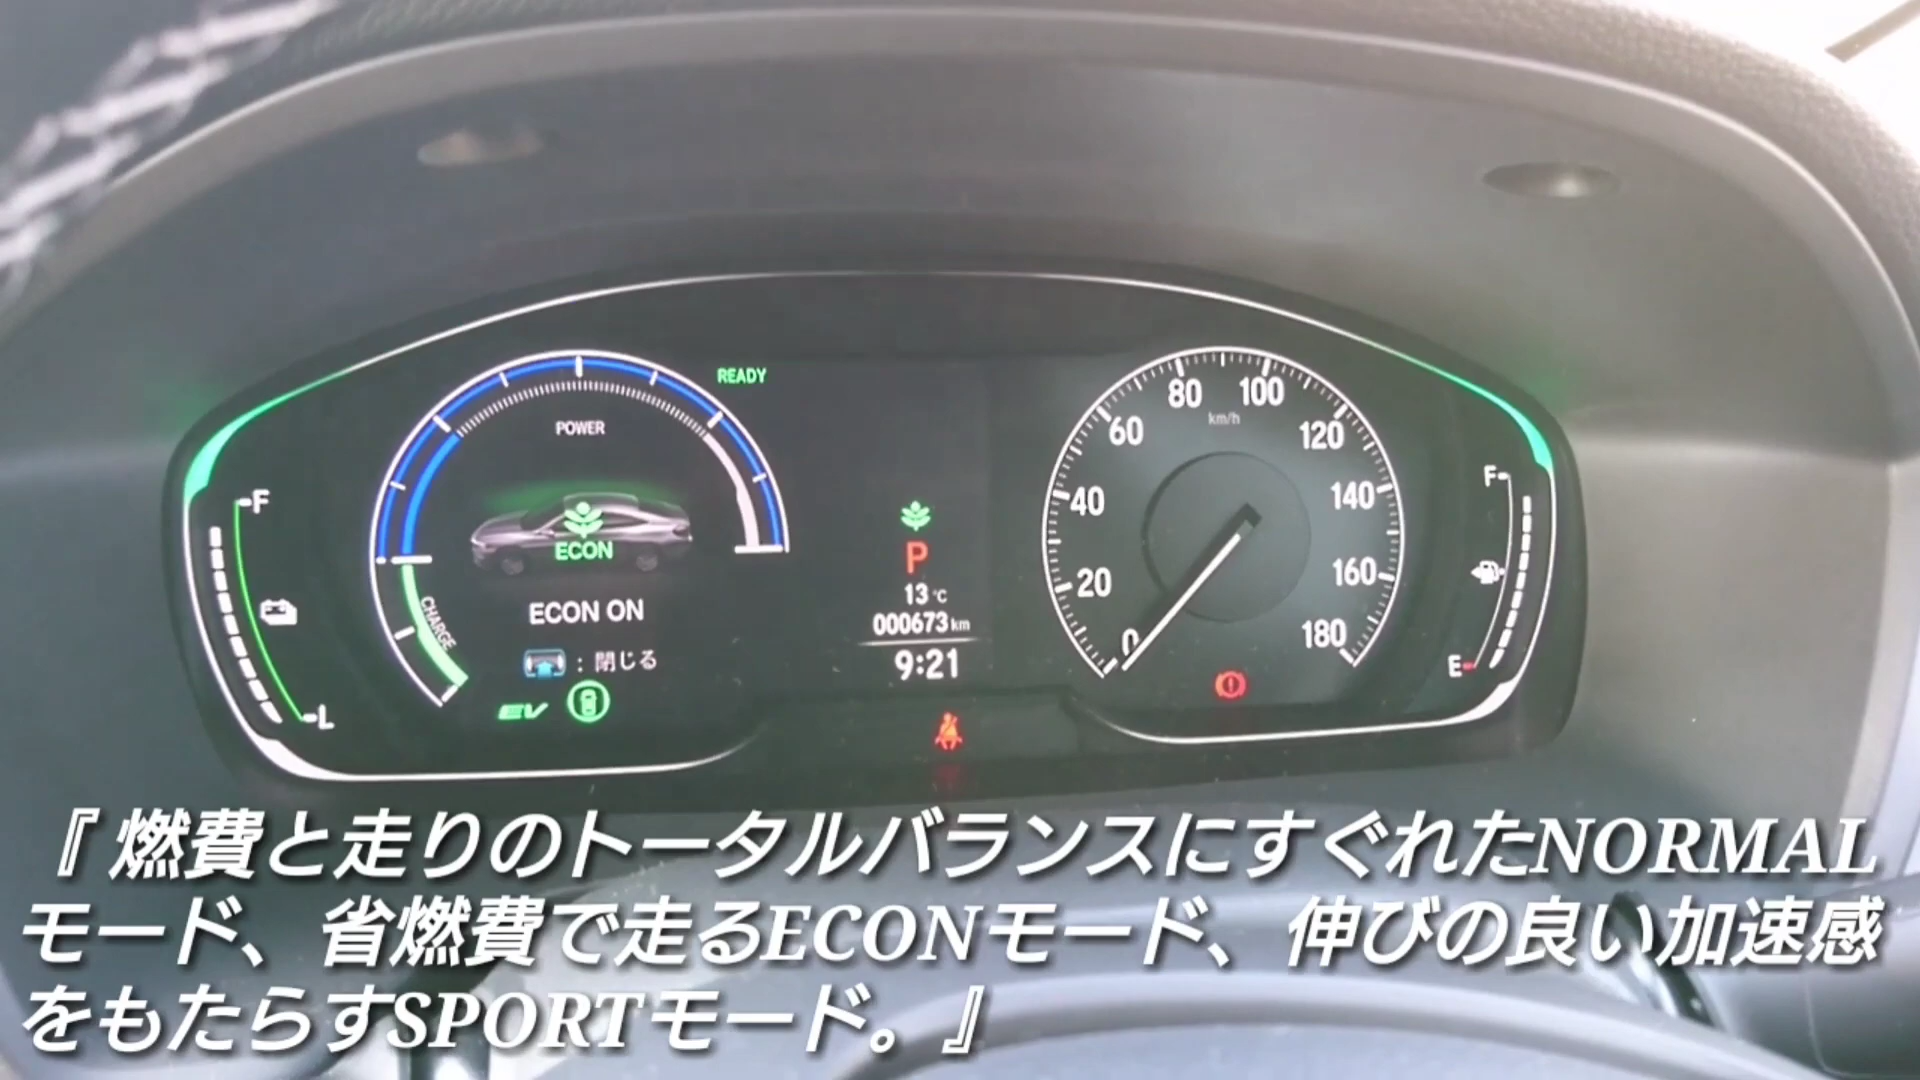 READY
POWER
ECON
ECON ON
: 閉じる
CHARGE
EV
F
L
P
13 ℃
000673 km
9:21
0
20
40
60
80
100
120
140
160
180
km/h
F
E
『燃費と走りのトータルバランスにすぐれたNORMAL
モード、省燃費で走るECONモード、伸びの良い加速感
をもたらすSPORTモード。』